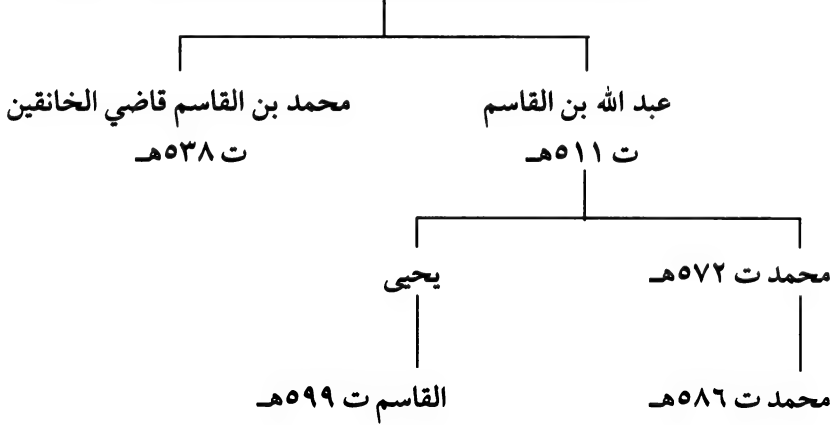 عبد الله بن القاسم
ت ٥١١هـ
محمد بن القاسم قاضي الخانقين
ت ٥٣٨هـ
محمد ت ٥٧٢هـ
يحيى
محمد ت ٥٨٦هـ
القاسم ت ٥٩٩هـ